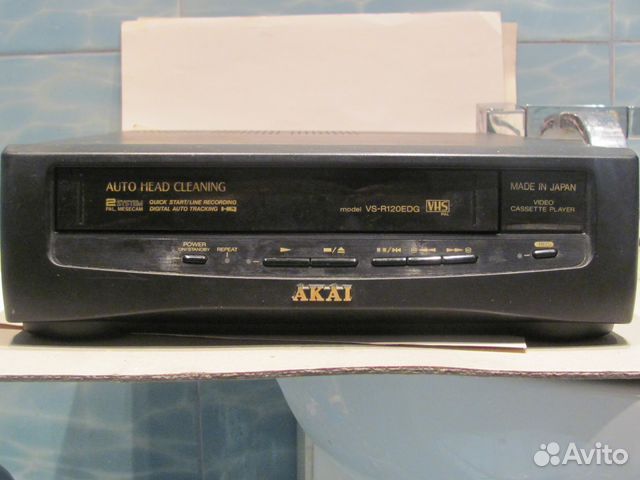 AUTO HEAD CLEANING
2 SYSTEM
PAL, MESECAM
QUICK START/LINE RECORDING
DIGITAL AUTO TRACKING HQ
model VS-R120EDG VHS
PAL
MADE IN JAPAN
VIDEO
CASSETTE PLAYER
POWER
ON/STANDBY
REPEAT
AKAI
Avito